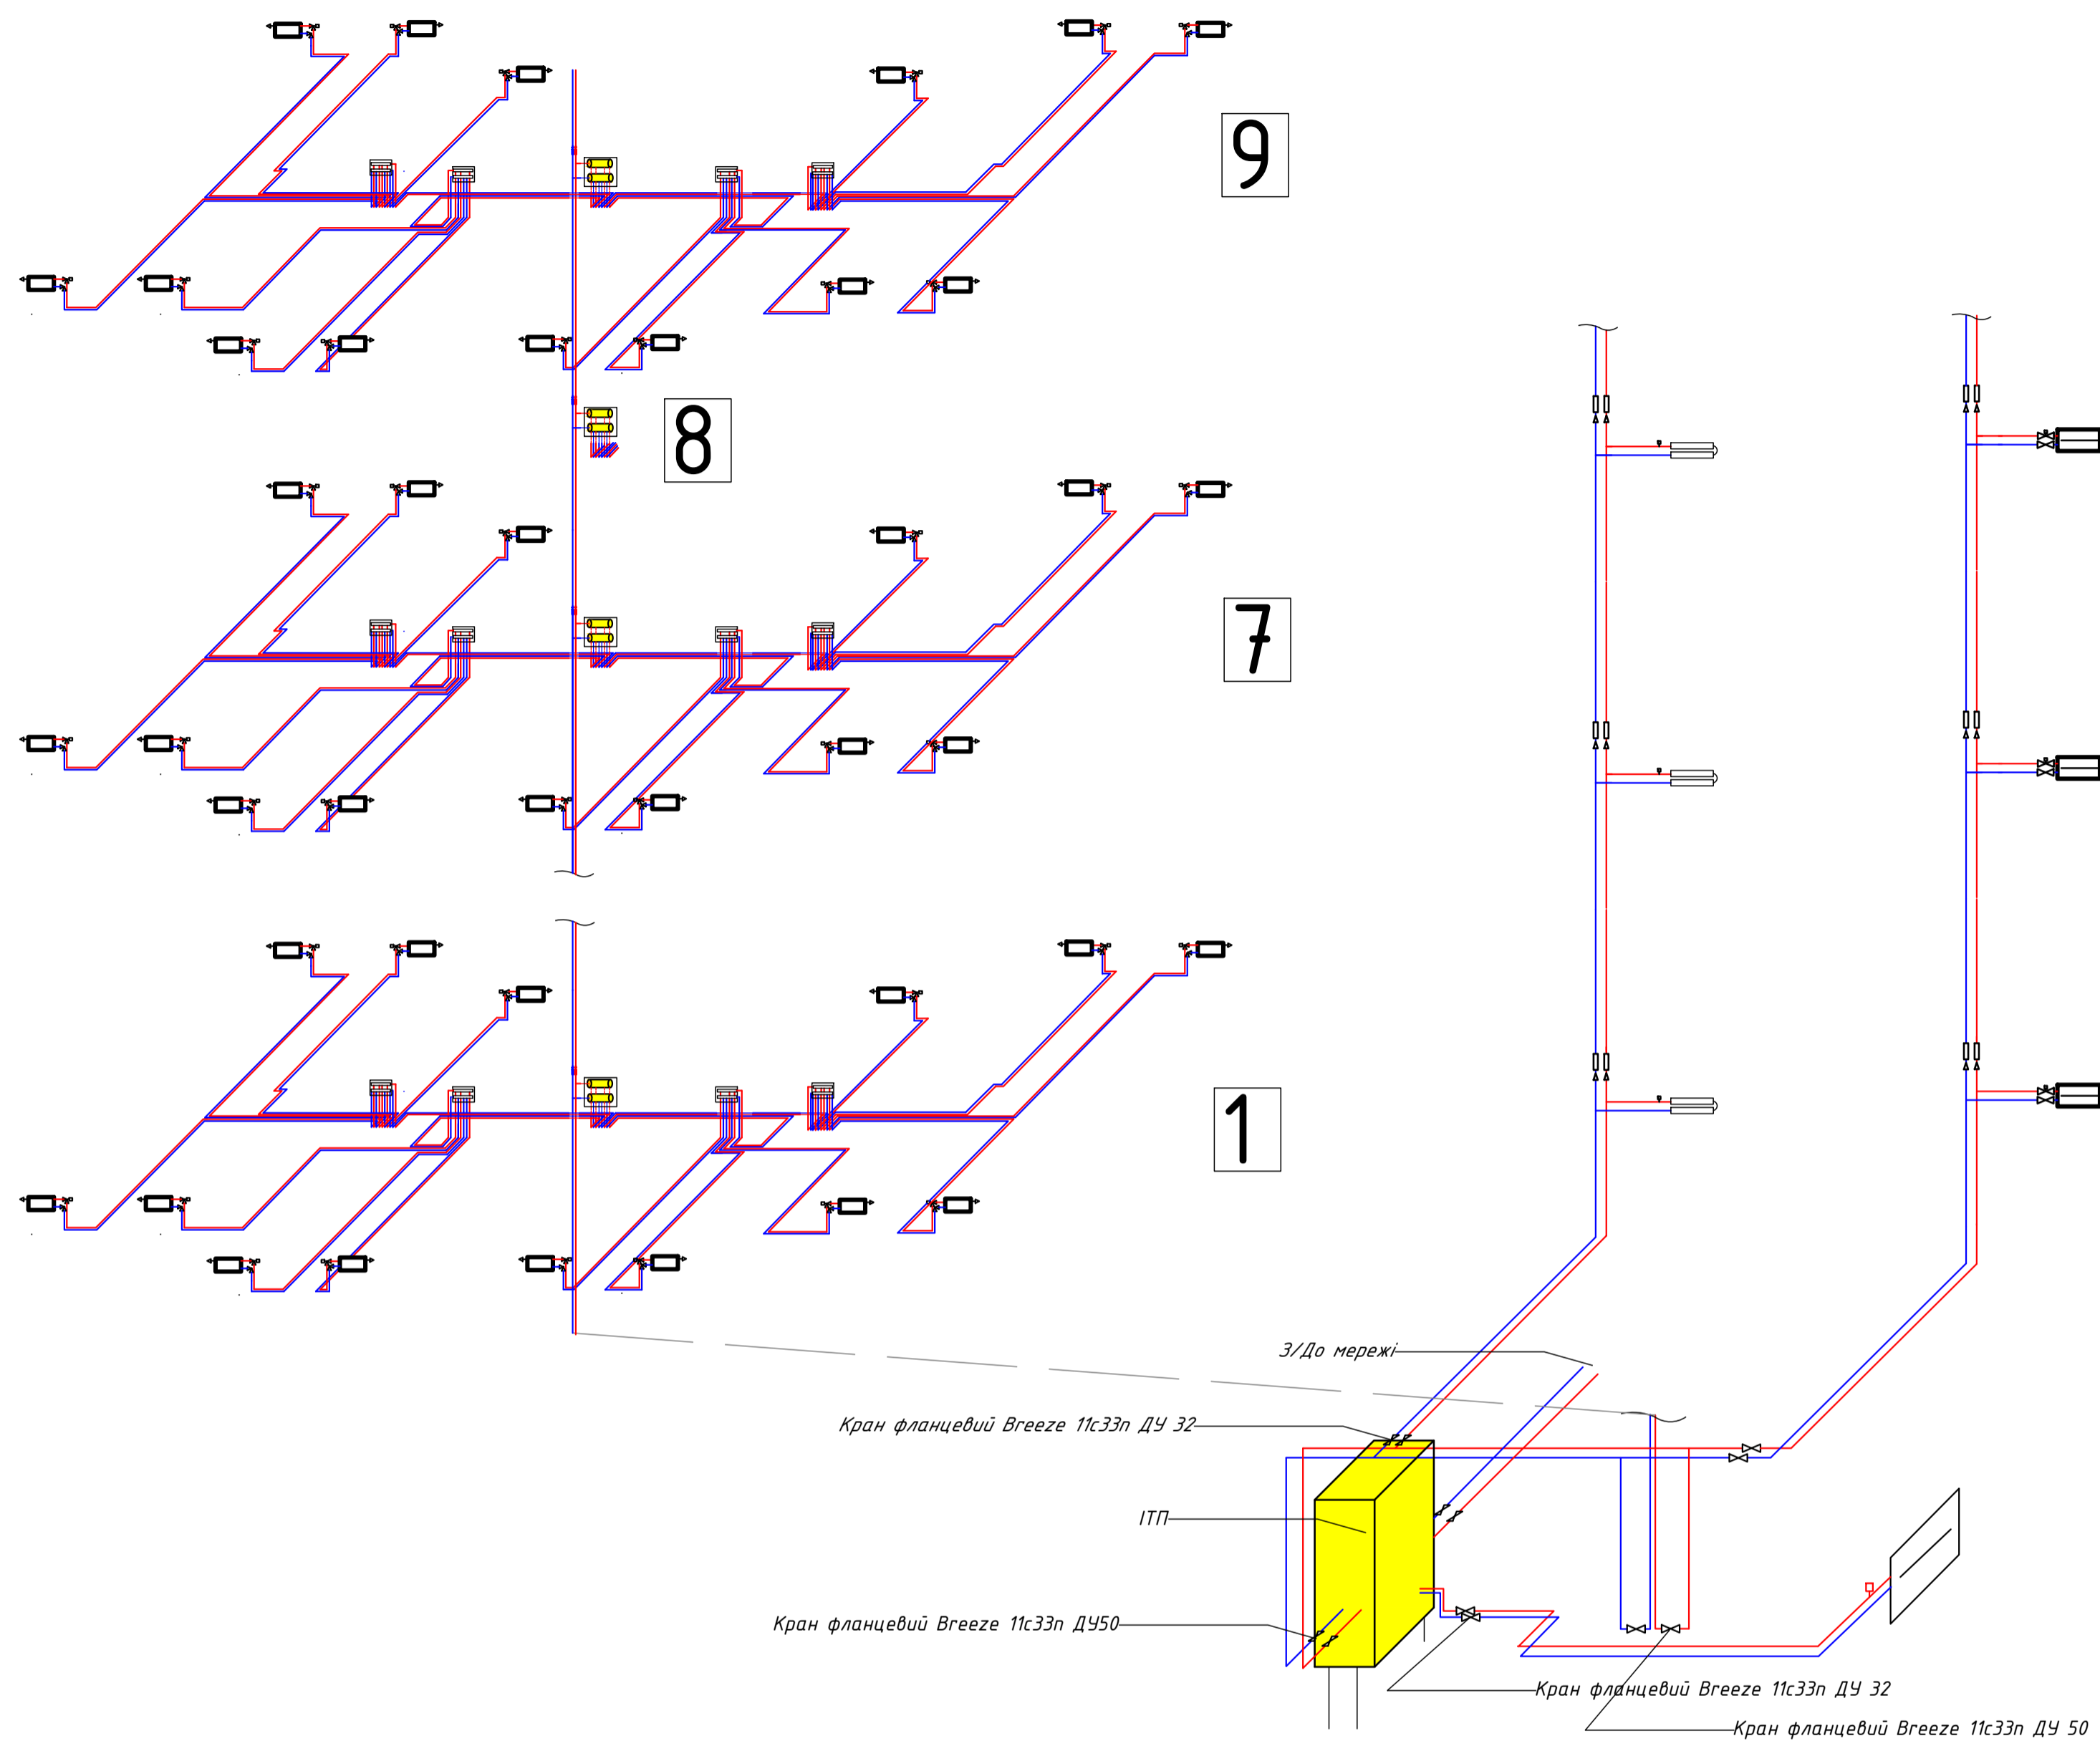 9
8
7
1
З/До мережі
Кран фланцевий Breeze 11с33п ДУ 32
ІТП
Кран фланцевий Breeze 11с33п ДУ50
Кран фланцевий Breeze 11с33п ДУ 32
Кран фланцевий Breeze 11с33п ДУ 50